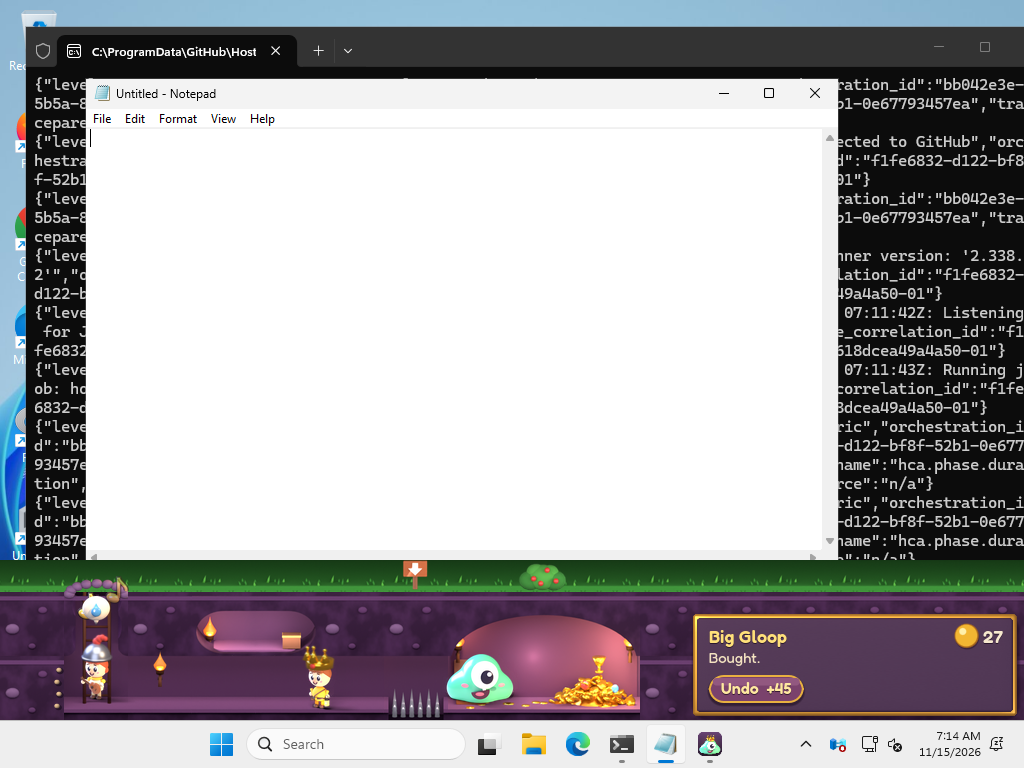 C:\ProgramData\GitHub\Host
Untitled - Notepad
File Edit Format View Help
{"leve
ration_id":"bb042e3e-
5b5a-8
b1-0e67793457ea","tra
cepare
{"leve
ected to GitHub","orc
hestra
d":"f1fe6832-d122-bf8
f-52b1
01"}
{"leve
ration_id":"bb042e3e-
5b5a-8
b1-0e67793457ea","tra
cepare
{"leve
nner version: '2.338.
2'","o
lation_id":"f1fe6832-
d122-b
49a4a50-01"}
{"leve
07:11:42Z: Listening
for J
e_correlation_id":"f1
fe6832
618dcea49a4a50-01"}
{"leve
07:11:43Z: Running j
ob: ho
correlation_id":"f1fe
6832-d
8dcea49a4a50-01"}
{"leve
ric","orchestration_i
d":"bb
-d122-bf8f-52b1-0e677
93457e
name":"hca.phase.dura
tion",
rce":"n/a"}
{"leve
ric","orchestration_i
d":"bb
-d122-bf8f-52b1-0e677
93457e
name":"hca.phase.dura
Big Gloop
27
Bought.
Undo +45
Search
7:14 AM
11/15/2026